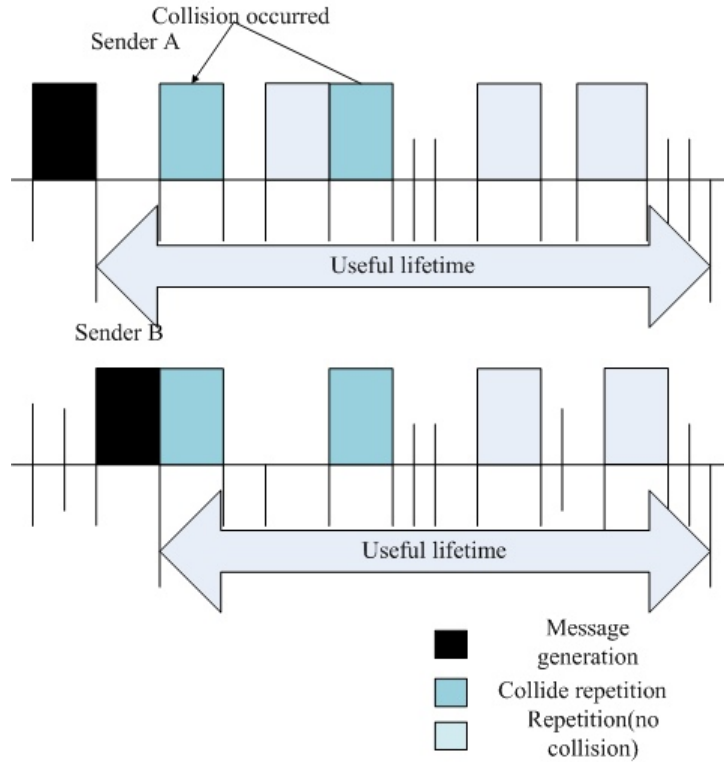 Collision occurred
Sender A
Useful lifetime
Sender B
Useful lifetime
Message
generation
Collide repetition
Repetition(no
collision)